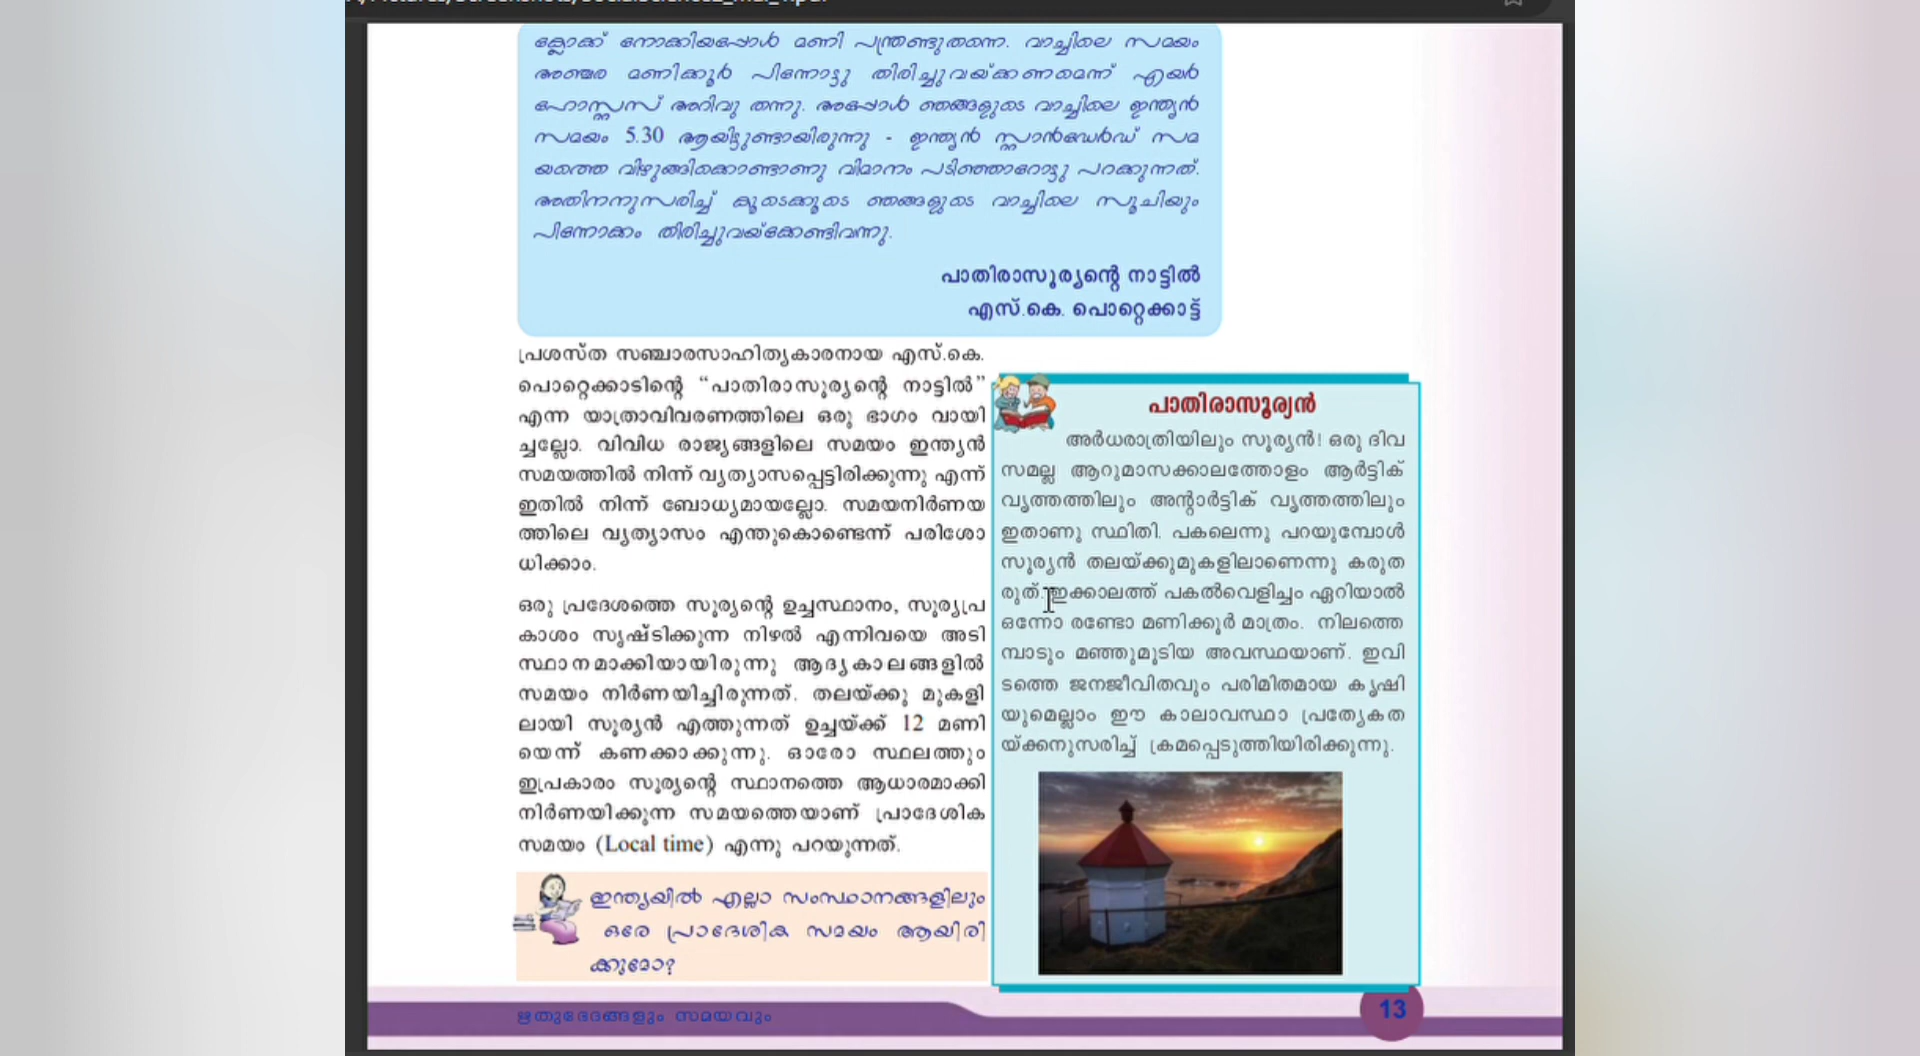 ക്ലോക്ക് നോക്കിയപ്പോൾ മണി പന്ത്രണ്ടുതന്നെ. വാച്ചിലെ സമയം
അഞ്ചര മണിക്കൂർ പിന്നോട്ടു തിരിച്ചുവയ്ക്കണമെന്ന് എയർ
ഹോസ്റ്റസ് അറിവു തന്നു. അപ്പോൾ ഞങ്ങളുടെ വാച്ചിലെ ഇന്ത്യൻ
സമയം 5.30 ആയിട്ടുണ്ടായിരുന്നു - ഇന്ത്യൻ സ്റ്റാൻഡേർഡ് സമ
യത്തെ വിഴുങ്ങിക്കൊണ്ടാണു വിമാനം പടിഞ്ഞാറോട്ടു പറക്കുന്നത്.
അതിനനുസരിച്ച് കൂടെക്കൂടെ ഞങ്ങളുടെ വാച്ചിലെ സൂചിയും
പിന്നോക്കം തിരിച്ചുവയ്ക്കേണ്ടിവന്നു.
പാതിരാസൂര്യന്റെ നാട്ടിൽ
എസ്.കെ. പൊറ്റെക്കാട്ട്
പ്രശസ്ത സഞ്ചാരസാഹിത്യകാരനായ എസ്.കെ.
പൊറ്റെക്കാടിന്റെ “പാതിരാസൂര്യന്റെ നാട്ടിൽ”
എന്ന യാത്രാവിവരണത്തിലെ ഒരു ഭാഗം വായി
ച്ചല്ലോ. വിവിധ രാജ്യങ്ങളിലെ സമയം ഇന്ത്യൻ
സമയത്തിൽ നിന്ന് വ്യത്യാസപ്പെട്ടിരിക്കുന്നു എന്ന്
ഇതിൽ നിന്ന് ബോധ്യമായല്ലോ. സമയനിർണയ
ത്തിലെ വ്യത്യാസം എന്തുകൊണ്ടെന്ന് പരിശോ
ധിക്കാം.
ഒരു പ്രദേശത്തെ സൂര്യന്റെ ഉച്ചസ്ഥാനം, സൂര്യപ്ര
കാശം സൃഷ്ടിക്കുന്ന നിഴൽ എന്നിവയെ അടി
സ്ഥാനമാക്കിയായിരുന്നു ആദ്യകാലങ്ങളിൽ
സമയം നിർണയിച്ചിരുന്നത്. തലയ്ക്കു മുകളി
ലായി സൂര്യൻ എത്തുന്നത് ഉച്ചയ്ക്ക് 12 മണി
യെന്ന് കണക്കാക്കുന്നു. ഓരോ സ്ഥലത്തും
ഇപ്രകാരം സൂര്യന്റെ സ്ഥാനത്തെ ആധാരമാക്കി
നിർണയിക്കുന്ന സമയത്തെയാണ് പ്രാദേശിക
സമയം (Local time) എന്നു പറയുന്നത്.
ഇന്ത്യയിൽ എല്ലാ സംസ്ഥാനങ്ങളിലും
ഒരേ പ്രാദേശിക സമയം ആയിരി
ക്കുമോ?
പാതിരാസൂര്യൻ
അർധരാത്രിയിലും സൂര്യൻ! ഒരു ദിവ
സമല്ല ആറുമാസക്കാലത്തോളം ആർട്ടിക്
വൃത്തത്തിലും അന്റാർട്ടിക് വൃത്തത്തിലും
ഇതാണു സ്ഥിതി. പകലെന്നു പറയുമ്പോൾ
സൂര്യൻ തലയ്ക്കുമുകളിലാണെന്നു കരുത
രുത്. ഇക്കാലത്ത് പകൽവെളിച്ചം ഏറിയാൽ
ഒന്നോ രണ്ടോ മണിക്കൂർ മാത്രം. നിലത്തെ
മ്പാടും മഞ്ഞുമൂടിയ അവസ്ഥയാണ്. ഇവി
ടത്തെ ജനജീവിതവും പരിമിതമായ കൃഷി
യുമെല്ലാം ഈ കാലാവസ്ഥാ പ്രത്യേകത
യ്ക്കനുസരിച്ച് ക്രമപ്പെടുത്തിയിരിക്കുന്നു.
ഋതുഭേദങ്ങളും സമയവും
13